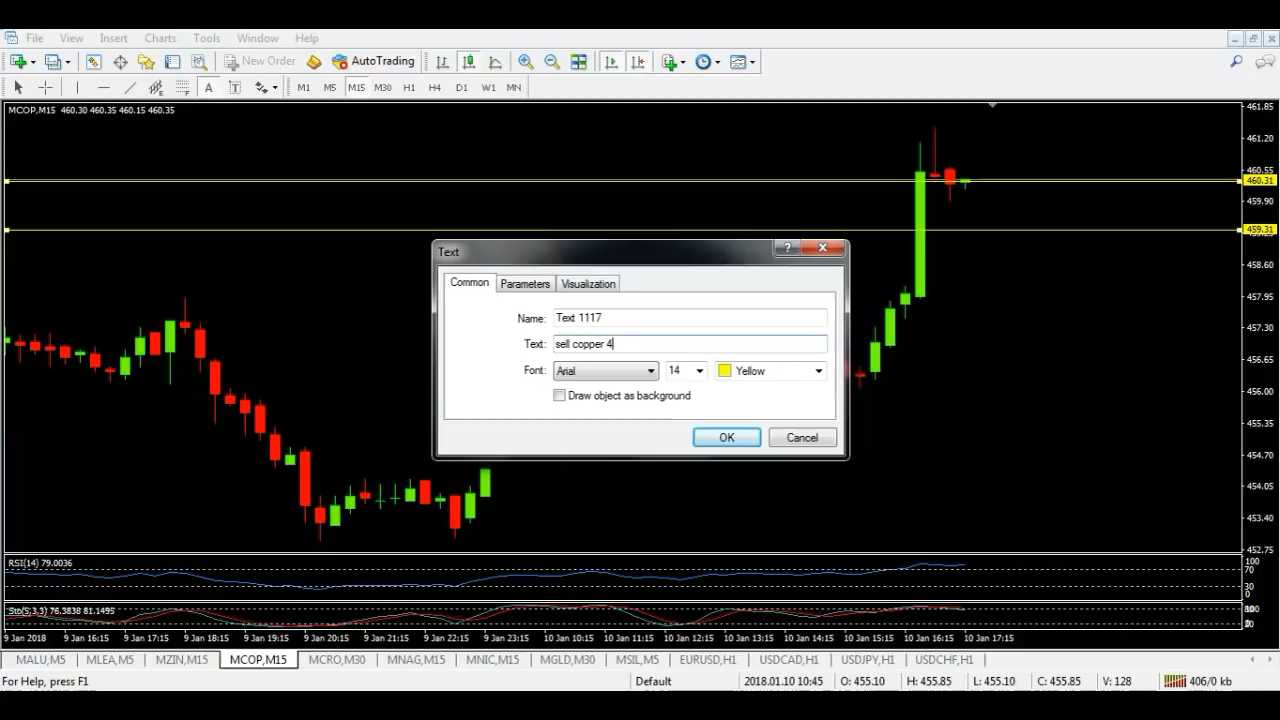 File View Insert Charts Tools Window Help
New Order AutoTrading
A T M1 M5 M15 M30 H1 H4 D1 W1 MN
MCOP,M15 460.30 460.35 460.15 460.35
461.85
461.20
460.55
460.31
459.90
459.31
458.60
457.95
457.30
456.00
455.35
454.70
454.05
453.40
452.75
Text
Common Parameters Visualization
Name: Text 1117
Text: sell copper 4
Font: Arial 14 Yellow
Draw object as background
OK Cancel
RSI(14) 79.0036
100
70
30
0
Sto(5,3,3) 76.3838 81.1495
100
9 Jan 2018 9 Jan 16:15 9 Jan 17:15 9 Jan 18:15 9 Jan 19:15 9 Jan 20:15 9 Jan 21:15 9 Jan 22:15 9 Jan 23:15 10 Jan 10:15 10 Jan 11:15 10 Jan 12:15 10 Jan 13:15 10 Jan 14:15 10 Jan 15:15 10 Jan 16:15 10 Jan 17:15
MALU,M5 MLEA,M5 MZIN,M15 MCOP,M15 MCRO,M30 MNAG,M15 MNIC,M15 MGLD,M30 MSIL,M5 EURUSD,H1 USDCAD,H1 USDJPY,H1 USDCHF,H1
For Help, press F1 Default 2018.01.10 10:45 O: 455.10 H: 455.85 L: 455.10 C: 455.85 V: 128 406/0 kb